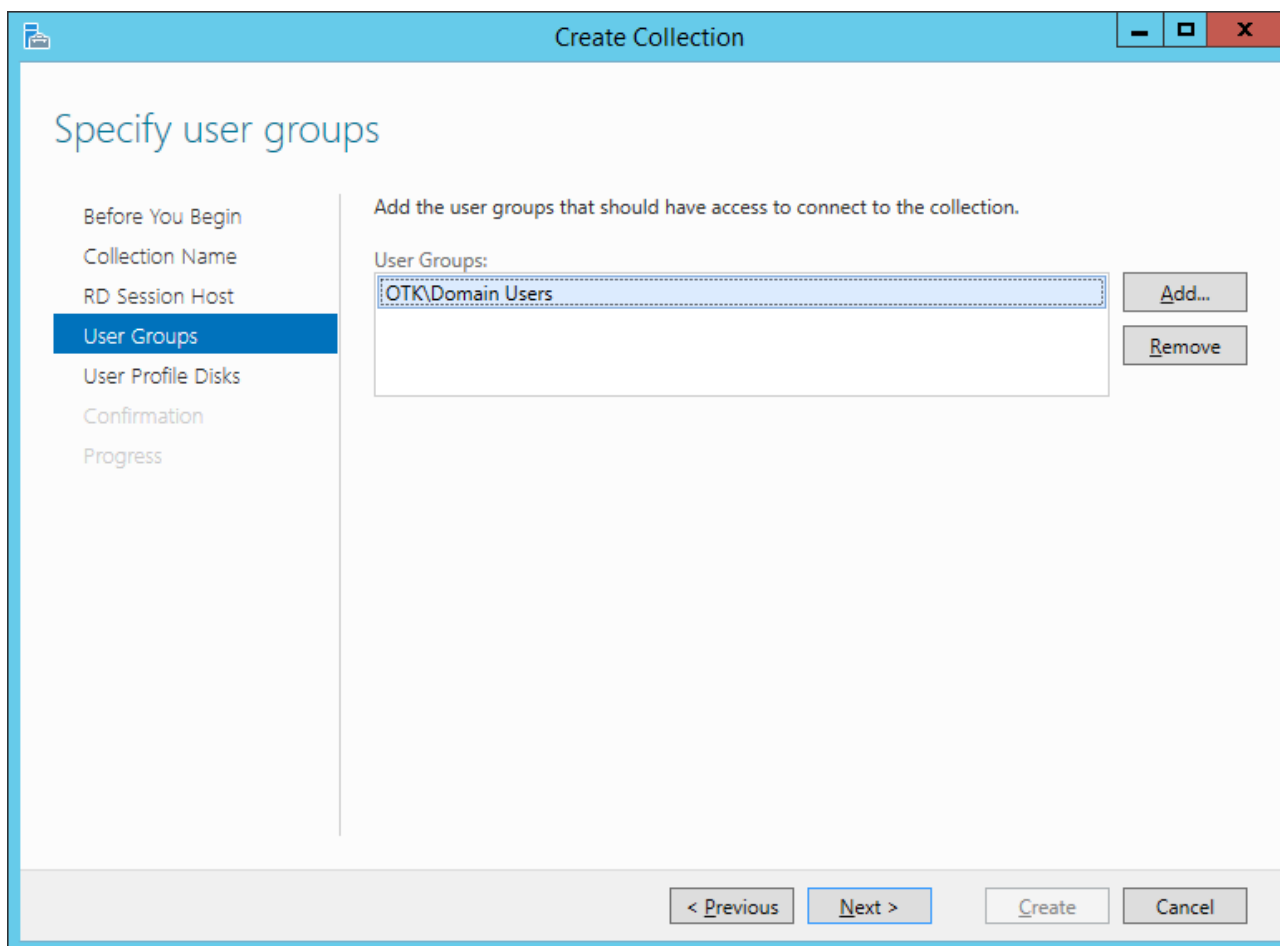 Create Collection
Specify user groups
Before You Begin
Collection Name
RD Session Host
User Groups
User Profile Disks
Confirmation
Progress
Add the user groups that should have access to connect to the collection.
User Groups:
OTK\Domain Users
Add...
Remove
< Previous
Next >
Create
Cancel